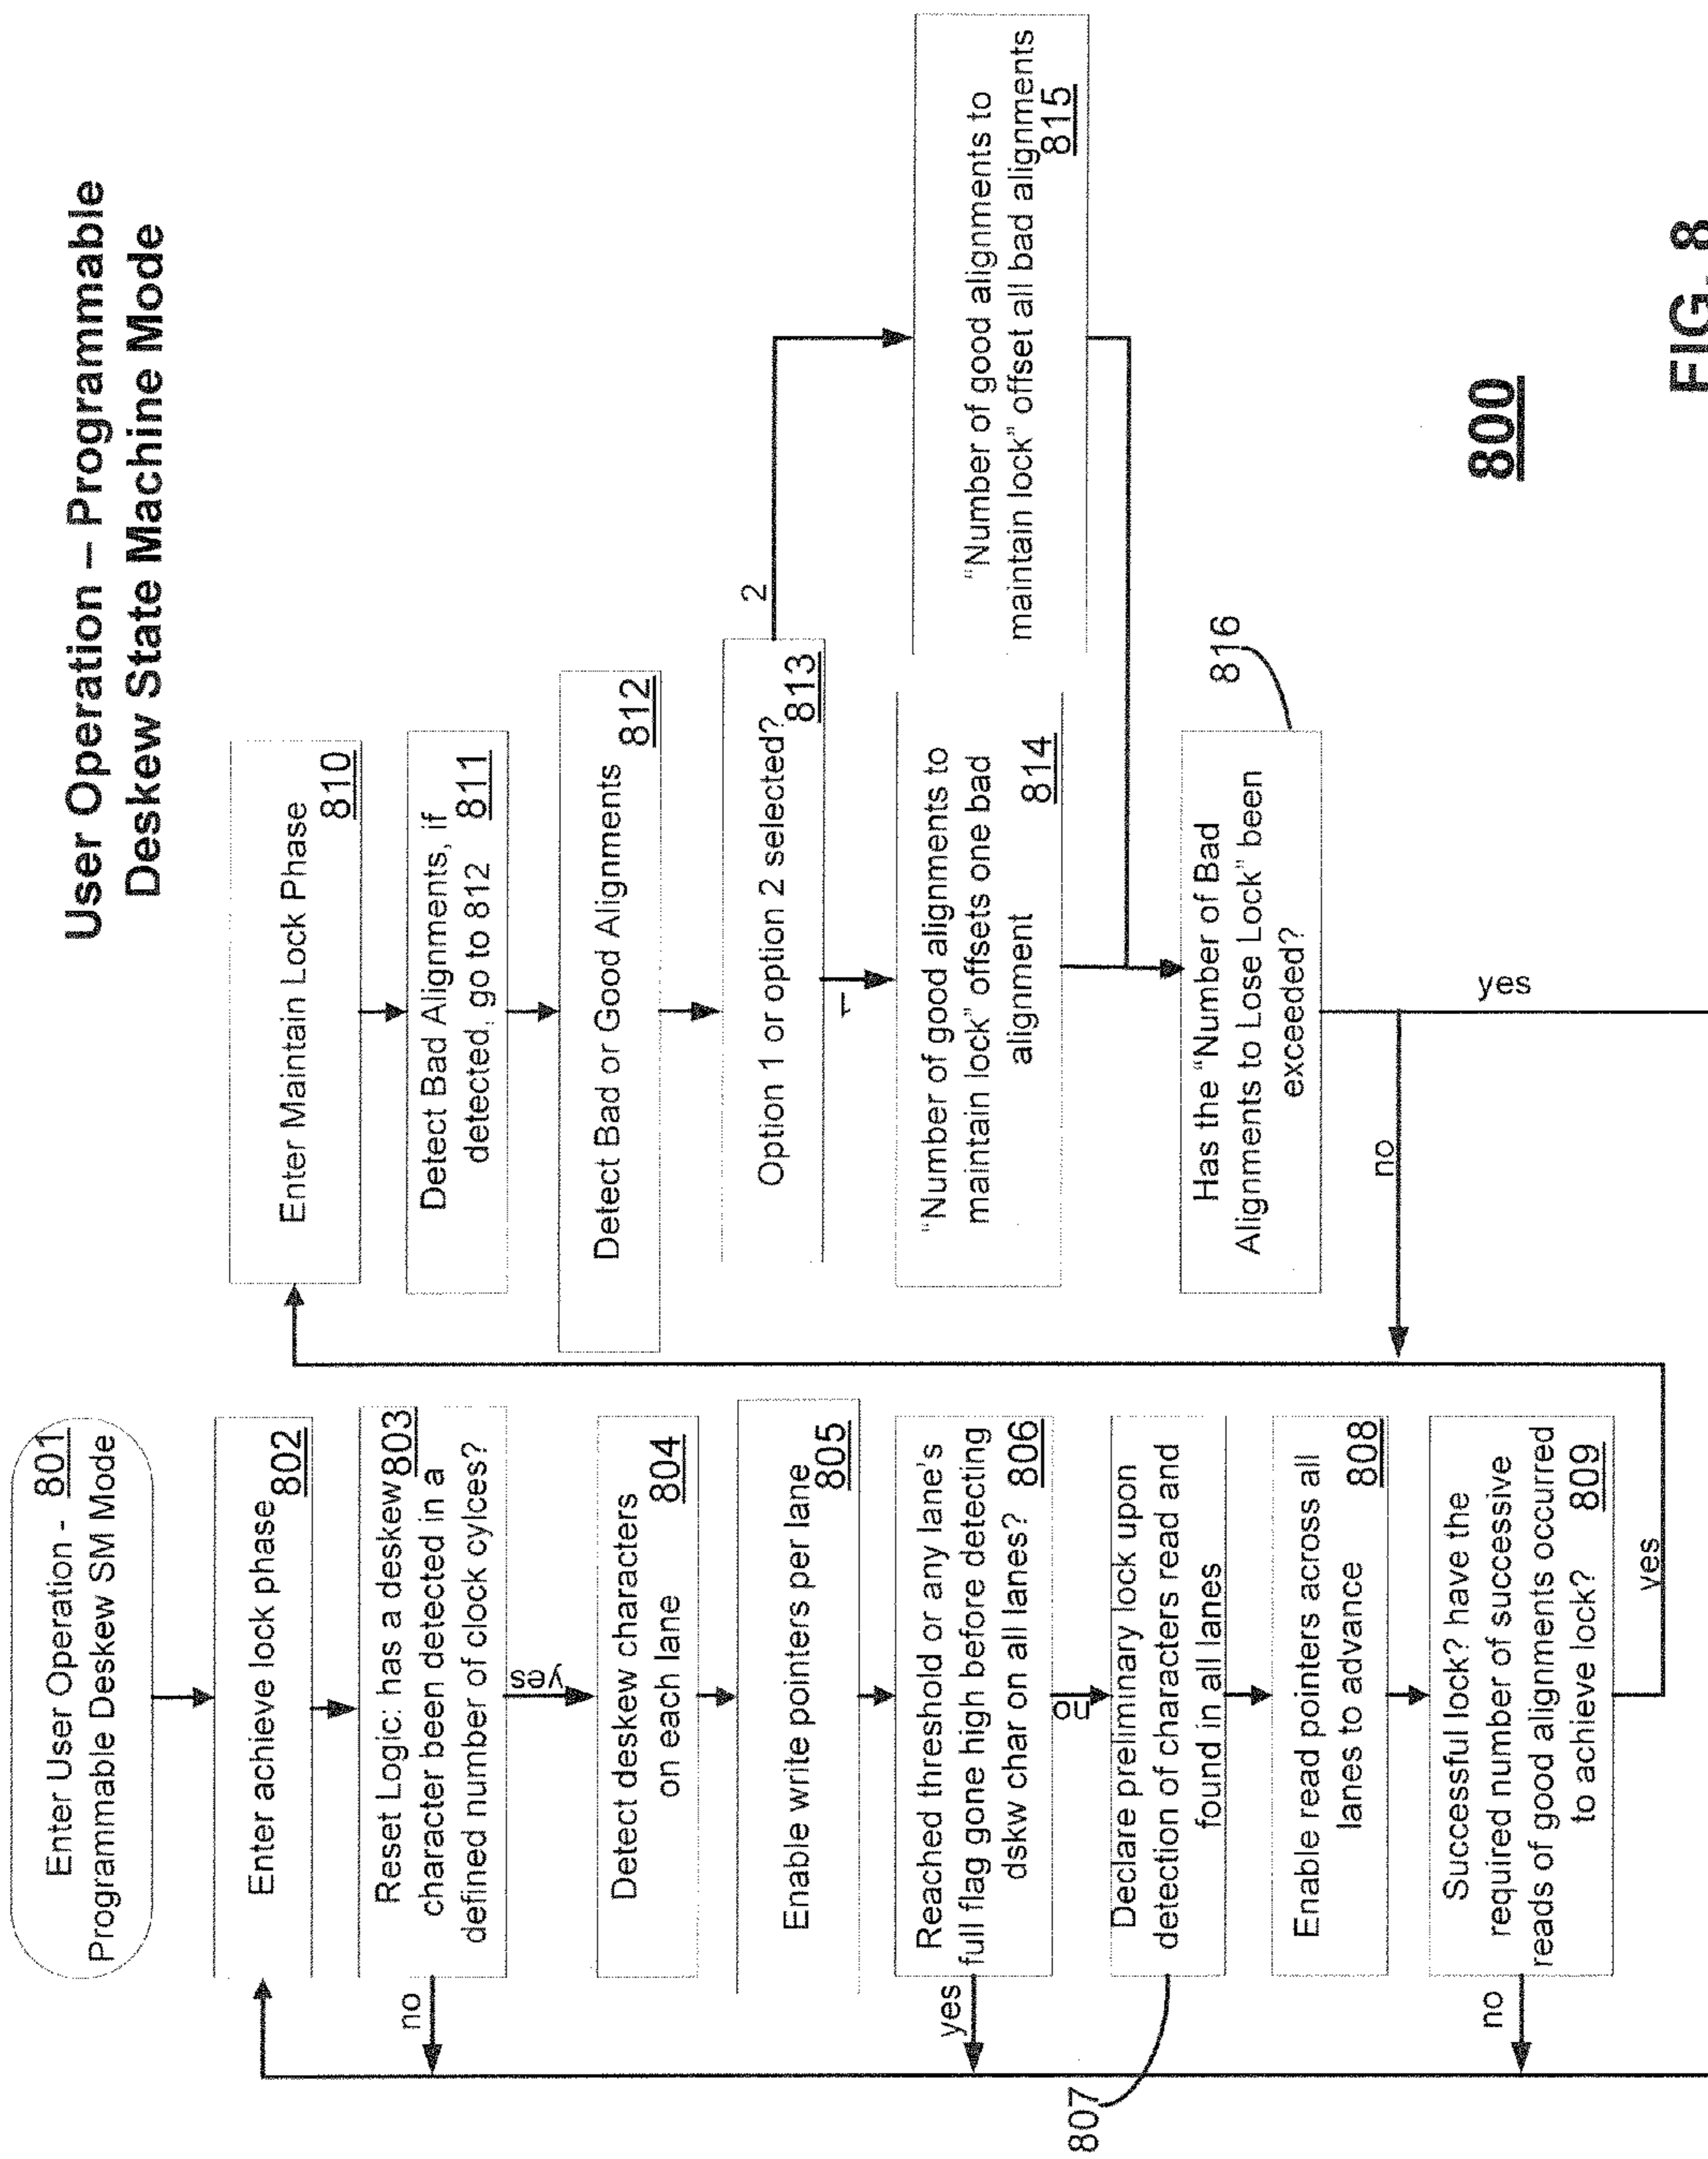 User Operation – Programmable
Deskew State Machine Mode
Enter User Operation - 801
Programmable Deskew SM Mode
Enter achieve lock phase
802
Reset Logic: has a deskew 803
character been detected in a
defined number of clock cylces?
no
yes
Detect deskew characters
on each lane 804
Enable write pointers per lane
805
Reached threshold or any lane's
full flag gone high before detecting
dskw char on all lanes? 806
yes
no
Declare preliminary lock upon
detection of characters read and
found in all lanes
807
Enable read pointers across all
lanes to advance 808
Successful lock? have the
required number of successive
reads of good alignments occurred
to achieve lock? 809
no
yes
Enter Maintain Lock Phase
810
Detect Bad Alignments, if
detected, go to 812 811
Detect Bad or Good Alignments
812
Option 1 or option 2 selected?
813
1
2
"Number of good alignments to
maintain lock" offsets one bad
alignment 814
"Number of good alignments to
maintain lock" offset all bad alignments
815
Has the "Number of Bad
Alignments to Lose Lock" been
exceeded?
816
no
yes
800
FIG. 8